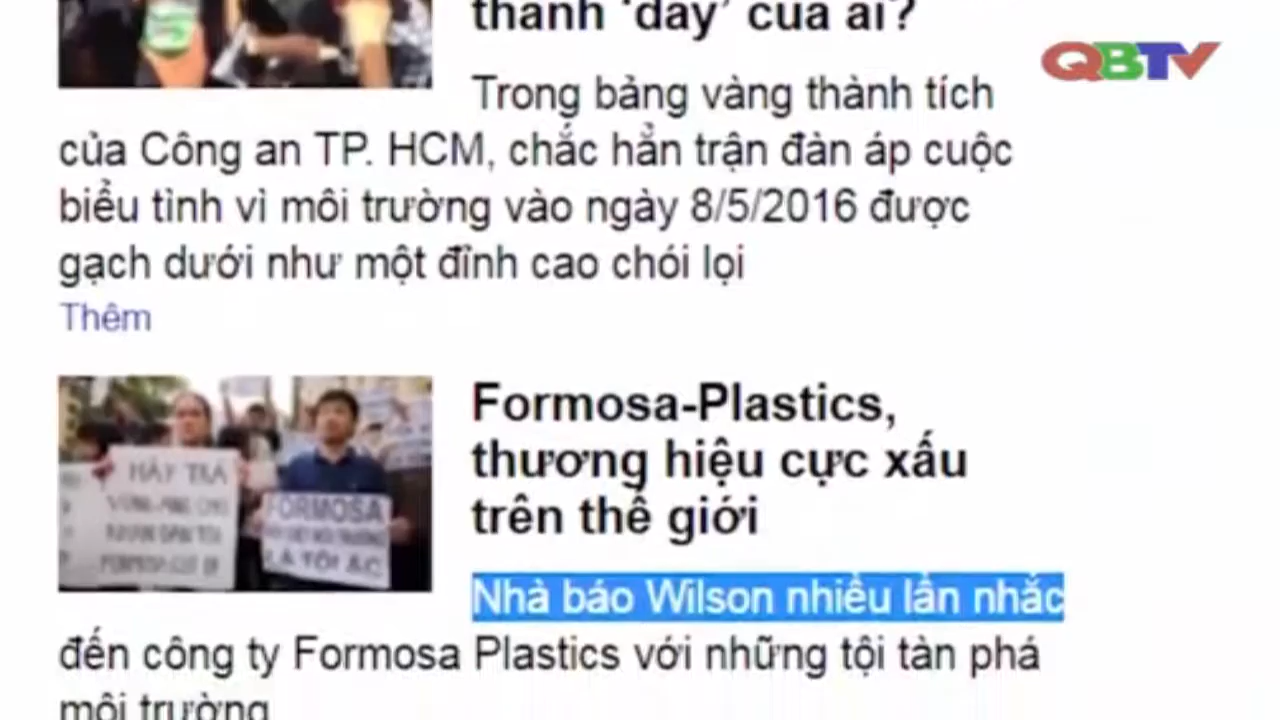 thành ‘dây’ của ai?
QBTV
Trong bảng vàng thành tích
của Công an TP. HCM, chắc hẳn trận đàn áp cuộc
biểu tình vì môi trường vào ngày 8/5/2016 được
gạch dưới như một đỉnh cao chói lọi
Thêm
Formosa-Plastics,
thương hiệu cực xấu
trên thế giới
HÃY TRẢ
FORMOSA
LÀ TỘI ÁC
Nhà báo Wilson nhiều lần nhắc
đến công ty Formosa Plastics với những tội tàn phá
môi trường